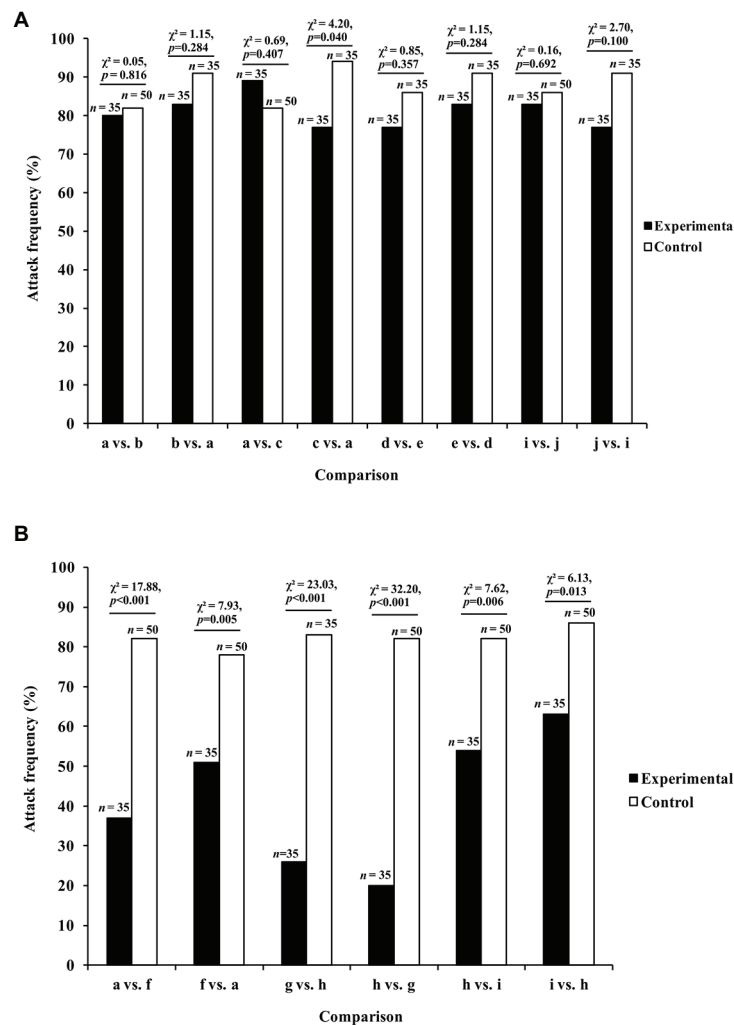 A
χ² = 0.05,
p = 0.816
χ² = 1.15,
p=0.284
χ² = 0.69,
p=0.407
χ² = 4.20,
p=0.040
χ² = 0.85,
p=0.357
χ² = 1.15,
p=0.284
χ² = 0.16,
p=0.692
χ² = 2.70,
p=0.100
n = 35
n = 50
n = 35
n = 35
n = 35
n = 50
n = 35
n = 35
n = 35
n = 35
n = 35
n = 35
n = 35
n = 50
n = 35
n = 35
100
90
80
70
60
50
40
30
20
10
0
Attack frequency (%)
a vs. b
b vs. a
a vs. c
c vs. a
d vs. e
e vs. d
i vs. j
j vs. i
Comparison
Experimenta
Control
B
χ² = 17.88,
p<0.001
χ² = 7.93,
p=0.005
χ² = 23.03,
p<0.001
χ² = 32.20,
p<0.001
χ² = 7.62,
p=0.006
χ² = 6.13,
p=0.013
n = 35
n = 50
n = 35
n = 50
n=35
n = 35
n = 35
n = 50
n = 35
n = 50
n = 35
n = 50
100
90
80
70
60
50
40
30
20
10
0
Attack frequency (%)
a vs. f
f vs. a
g vs. h
h vs. g
h vs. i
i vs. h
Comparison
Experimental
Control